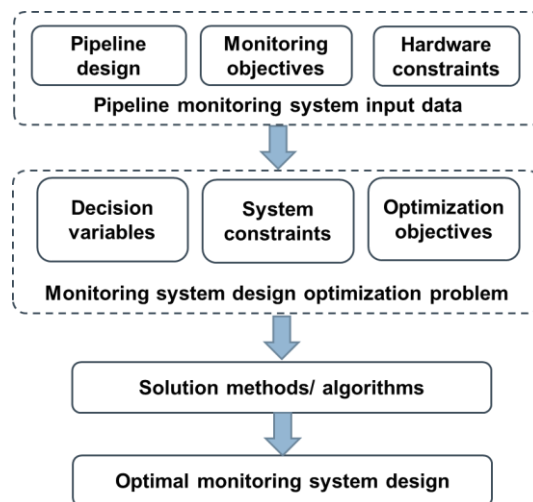 Pipeline
design
Monitoring
objectives
Hardware
constraints
Pipeline monitoring system input data
Decision
variables
System
constraints
Optimization
objectives
Monitoring system design optimization problem
Solution methods/ algorithms
Optimal monitoring system design